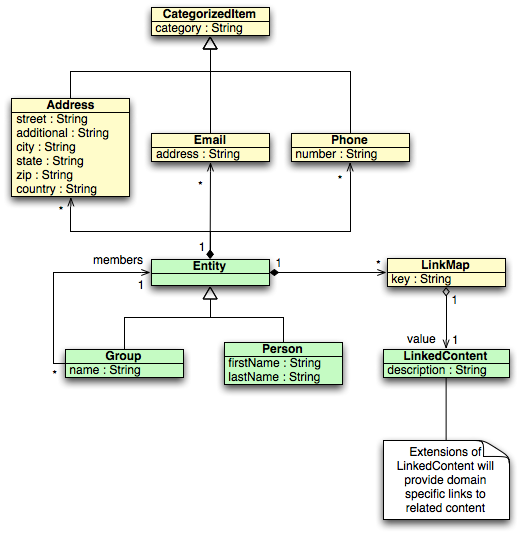 CategorizedItem
category : String
Address
street : String
additional : String
city : String
state : String
zip : String
country : String
Email
address : String
Phone
number : String
*
*
*
1
members
1
Entity
1
*
LinkMap
key : String
1
value
1
Group
name : String
*
Person
firstName : String
lastName : String
LinkedContent
description : String
Extensions of
LinkedContent will
provide domain
specific links to
related content